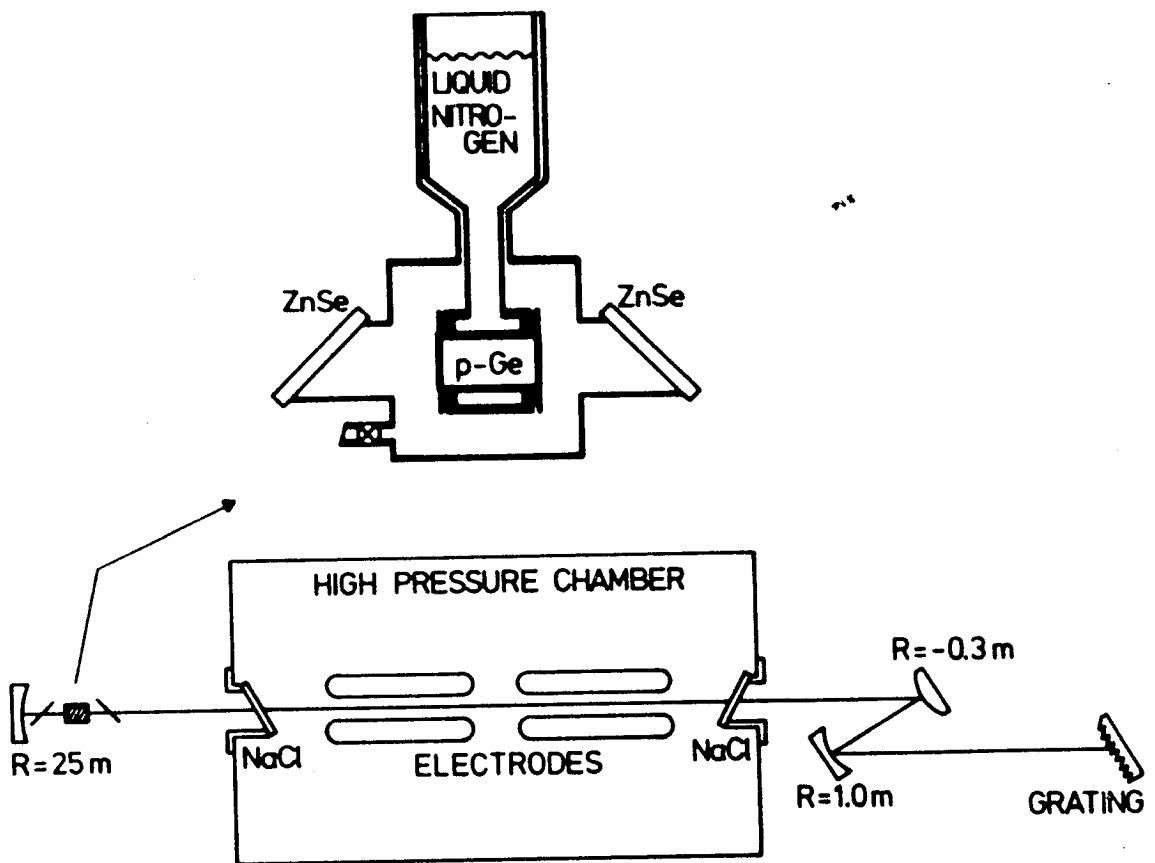 LIQUID
NITRO-
GEN
ZnSe
ZnSe
p-Ge
HIGH PRESSURE CHAMBER
R=-0.3m
R=25m
NaCl
ELECTRODES
NaCl
R=1.0m
GRATING